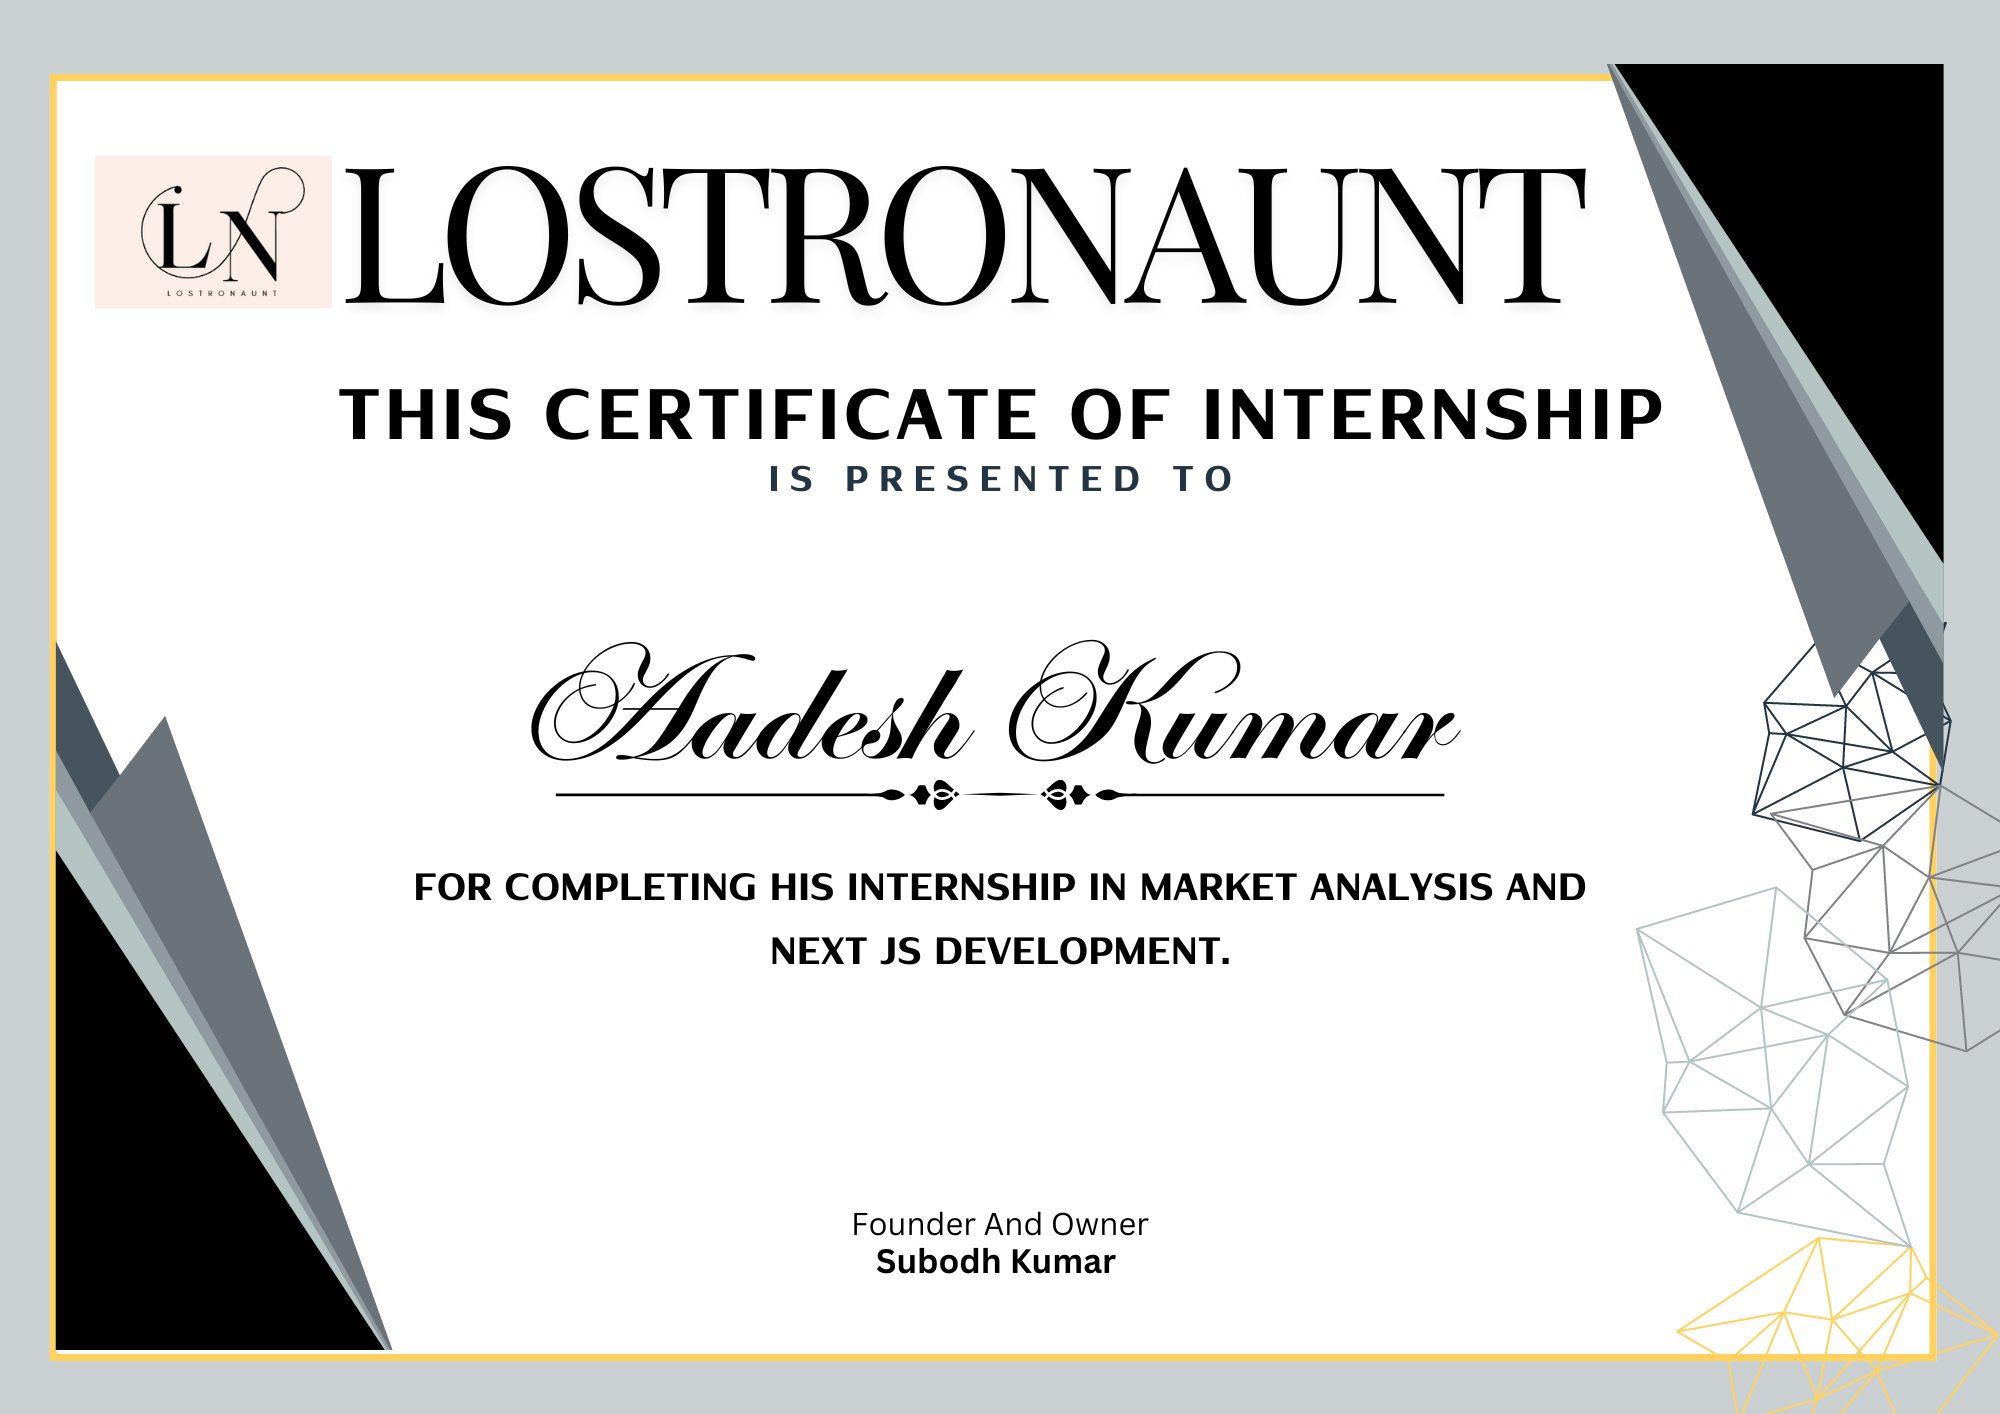 LN
LOSTRONAUNT
LOSTRONAUNT
THIS CERTIFICATE OF INTERNSHIP
IS PRESENTED TO
Aadesh Kumar
FOR COMPLETING HIS INTERNSHIP IN MARKET ANALYSIS AND
NEXT JS DEVELOPMENT.
Founder And Owner
Subodh Kumar